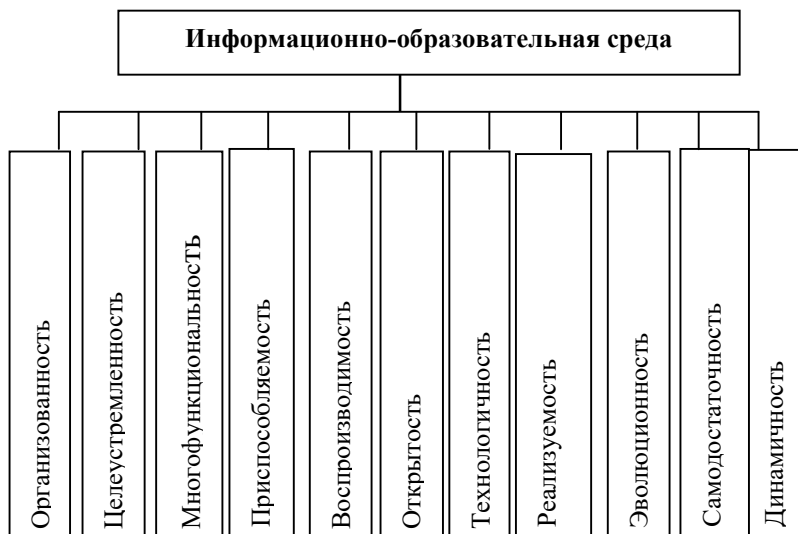 Информационно-образовательная среда
Организованность
Целеустремленность
Многофункциональность
Приспособляемость
Воспроизводимость
Открытость
Технологичность
Реализуемость
Эволюционность
Самодостаточность
Динамичность